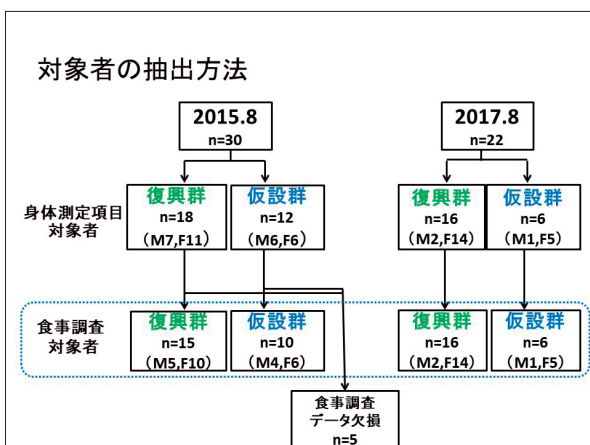 対象者の抽出方法
2015.8
n=30
2017.8
n=22
身体測定項目
対象者
復興群
n=18
(M7,F11)
仮設群
n=12
(M6,F6)
復興群
n=16
(M2,F14)
仮設群
n=6
(M1,F5)
食事調査
対象者
復興群
n=15
(M5,F10)
仮設群
n=10
(M4,F6)
復興群
n=16
(M2,F14)
仮設群
n=6
(M1,F5)
食事調査
データ欠損
n=5